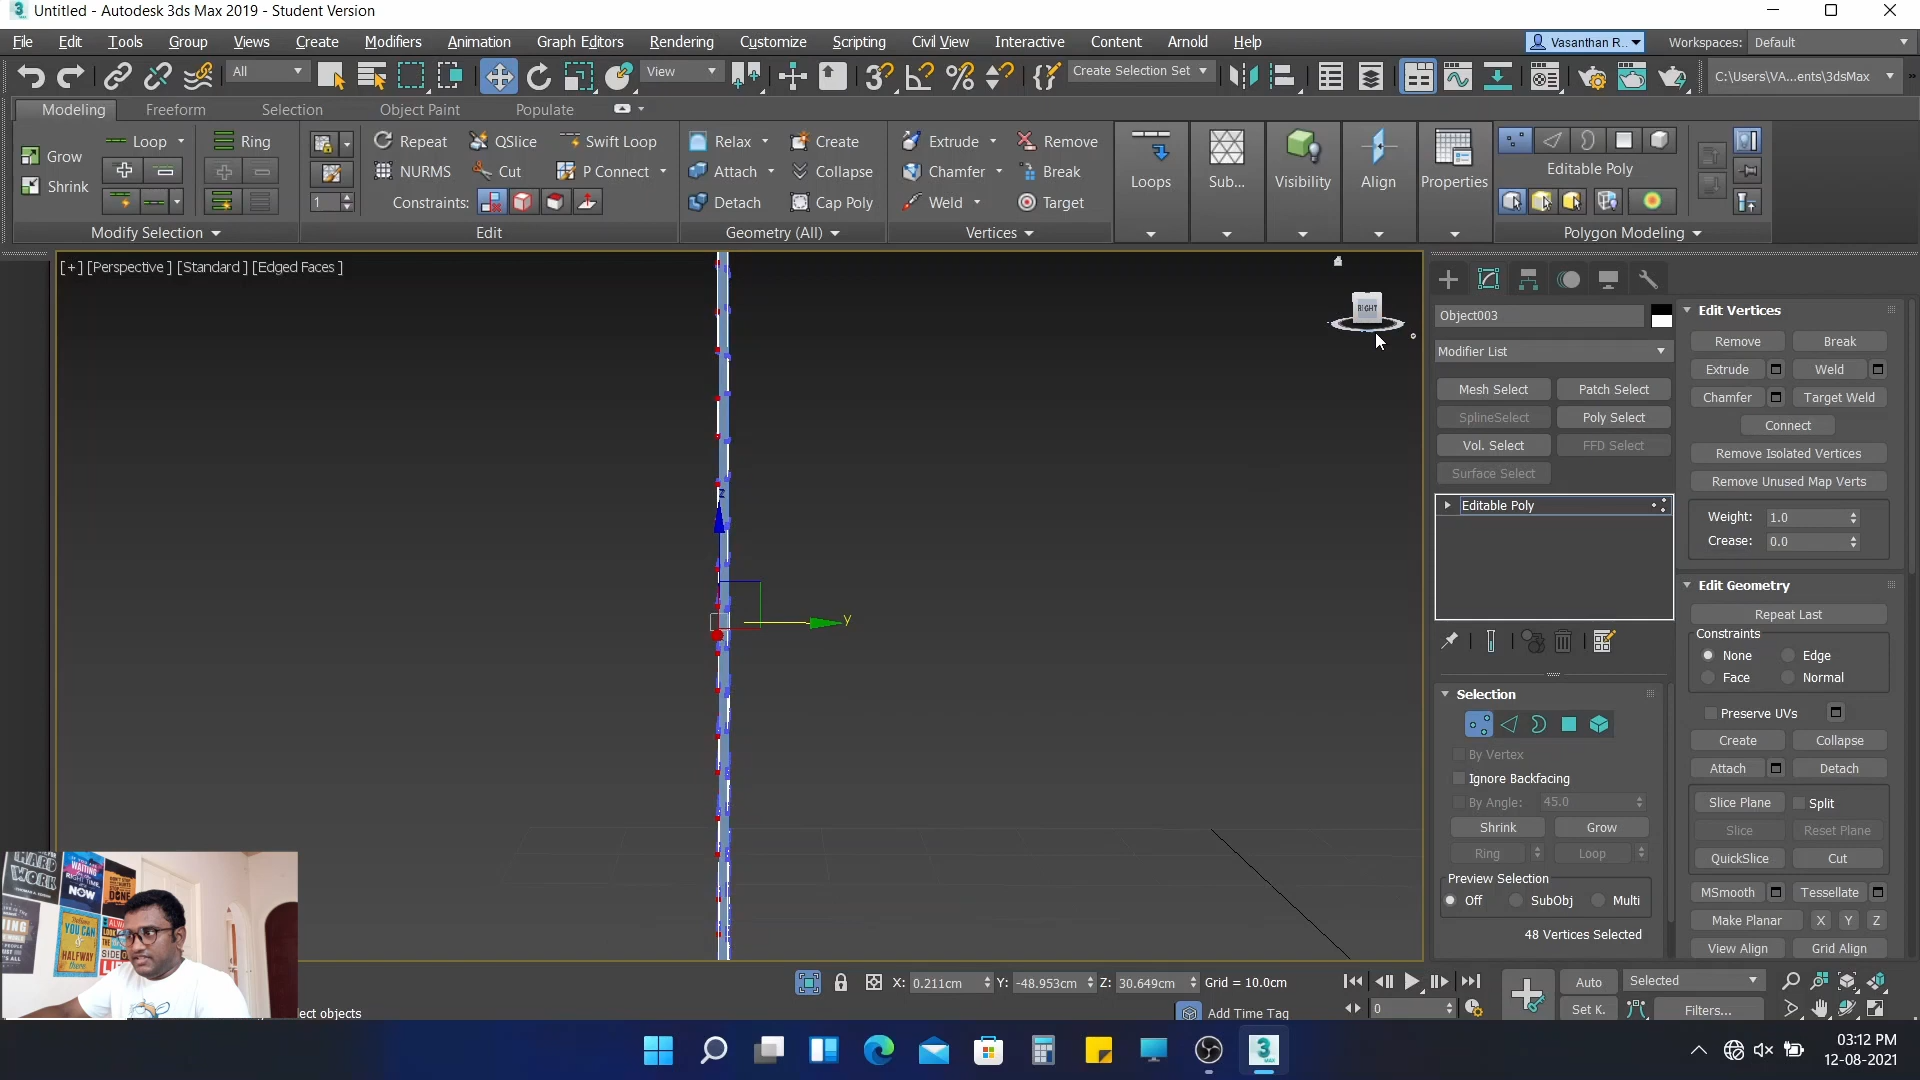 Untitled - Autodesk 3ds Max 2019 - Student Version
File Edit Tools Group Views Create Modifiers Animation Graph Editors Rendering Customize Scripting Civil View Interactive Content Arnold Help Vasanthan R.. Workspaces: Default
All View Create Selection Set C:\Users\VA...ents\3dsMax
Modeling Freeform Selection Object Paint Populate
Loop Ring Repeat QSlice Swift Loop Relax Create Extrude Remove
Grow NURMS Cut P Connect Attach Collapse Chamfer Break
Shrink 1 Constraints: Detach Cap Poly Weld Target
Loops Sub... Visibility Align Properties Editable Poly
Modify Selection Edit Geometry (All) Vertices Polygon Modeling
[+] [Perspective ] [Standard ] [Edged Faces ]
RIGHT
z
y
Object003
Modifier List
Mesh Select Patch Select
SplineSelect Poly Select
Vol. Select FFD Select
Surface Select
Editable Poly
Selection
By Vertex
Ignore Backfacing
By Angle: 45.0
Shrink Grow
Ring Loop
Preview Selection
Off SubObj Multi
48 Vertices Selected
Edit Vertices
Remove Break
Extrude Weld
Chamfer Target Weld
Connect
Remove Isolated Vertices
Remove Unused Map Verts
Weight: 1.0
Crease: 0.0
Edit Geometry
Repeat Last
Constraints
None Edge
Face Normal
Preserve UVs
Create Collapse
Attach Detach
Slice Plane Split
Slice Reset Plane
QuickSlice Cut
MSmooth Tessellate
Make Planar X Y Z
View Align Grid Align
HARD
WORK
WAITING
RIGHT TIME
NOW
YOU CAN
HALFWAY
there
ALWAYS
LOOK
SIDE
X: 0.211cm Y: -48.953cm Z: 30.649cm Grid = 10.0cm
ect objects
Add Time Tag
0
Auto Selected
Set K. Filters...
03:12 PM
12-08-2021